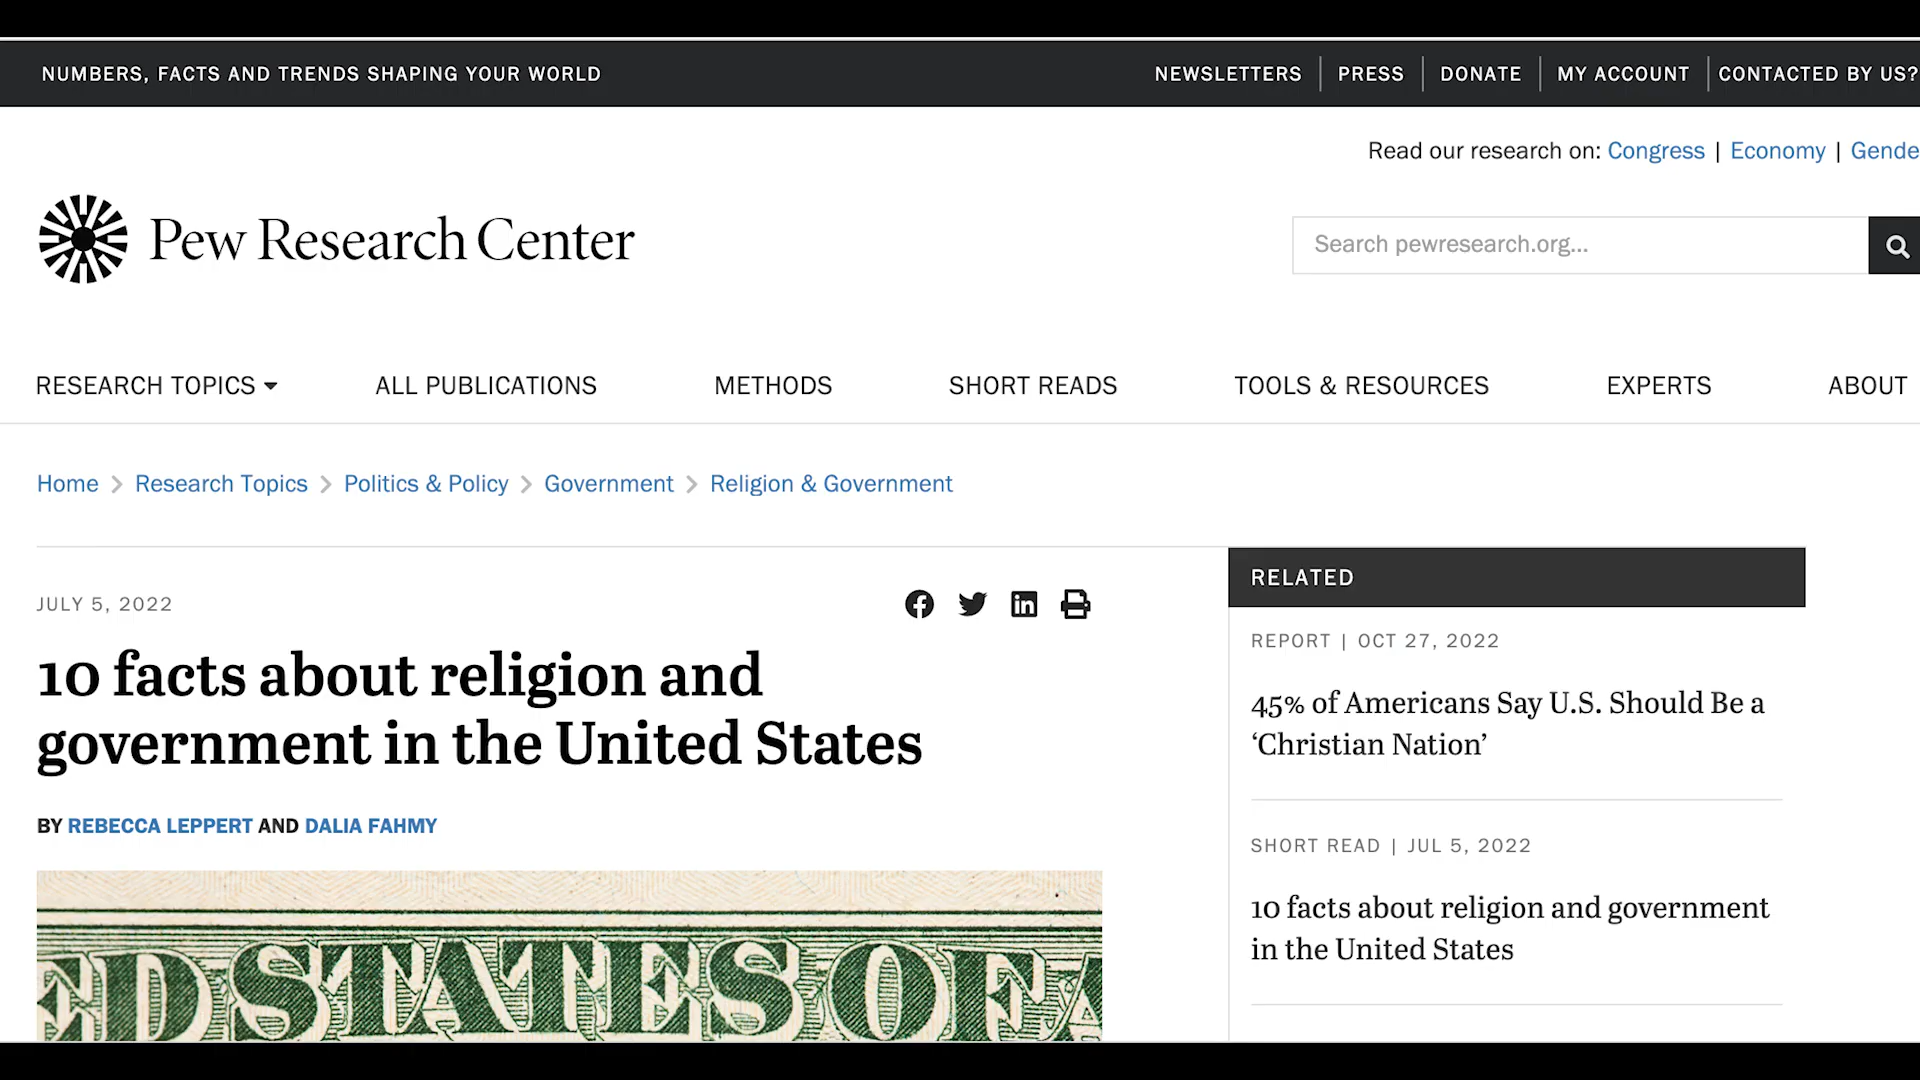 NUMBERS, FACTS AND TRENDS SHAPING YOUR WORLD
NEWSLETTERS
PRESS
DONATE
MY ACCOUNT
CONTACTED BY US?
Read our research on: Congress | Economy | Gende
Pew Research Center
Search pewresearch.org...
RESEARCH TOPICS
ALL PUBLICATIONS
METHODS
SHORT READS
TOOLS & RESOURCES
EXPERTS
ABOUT
Home
Research Topics
Politics & Policy
Government
Religion & Government
JULY 5, 2022
10 facts about religion and
government in the United States
BY REBECCA LEPPERT AND DALIA FAHMY
ED STATES OF A
RELATED
REPORT | OCT 27, 2022
45% of Americans Say U.S. Should Be a
‘Christian Nation’
SHORT READ | JUL 5, 2022
10 facts about religion and government
in the United States